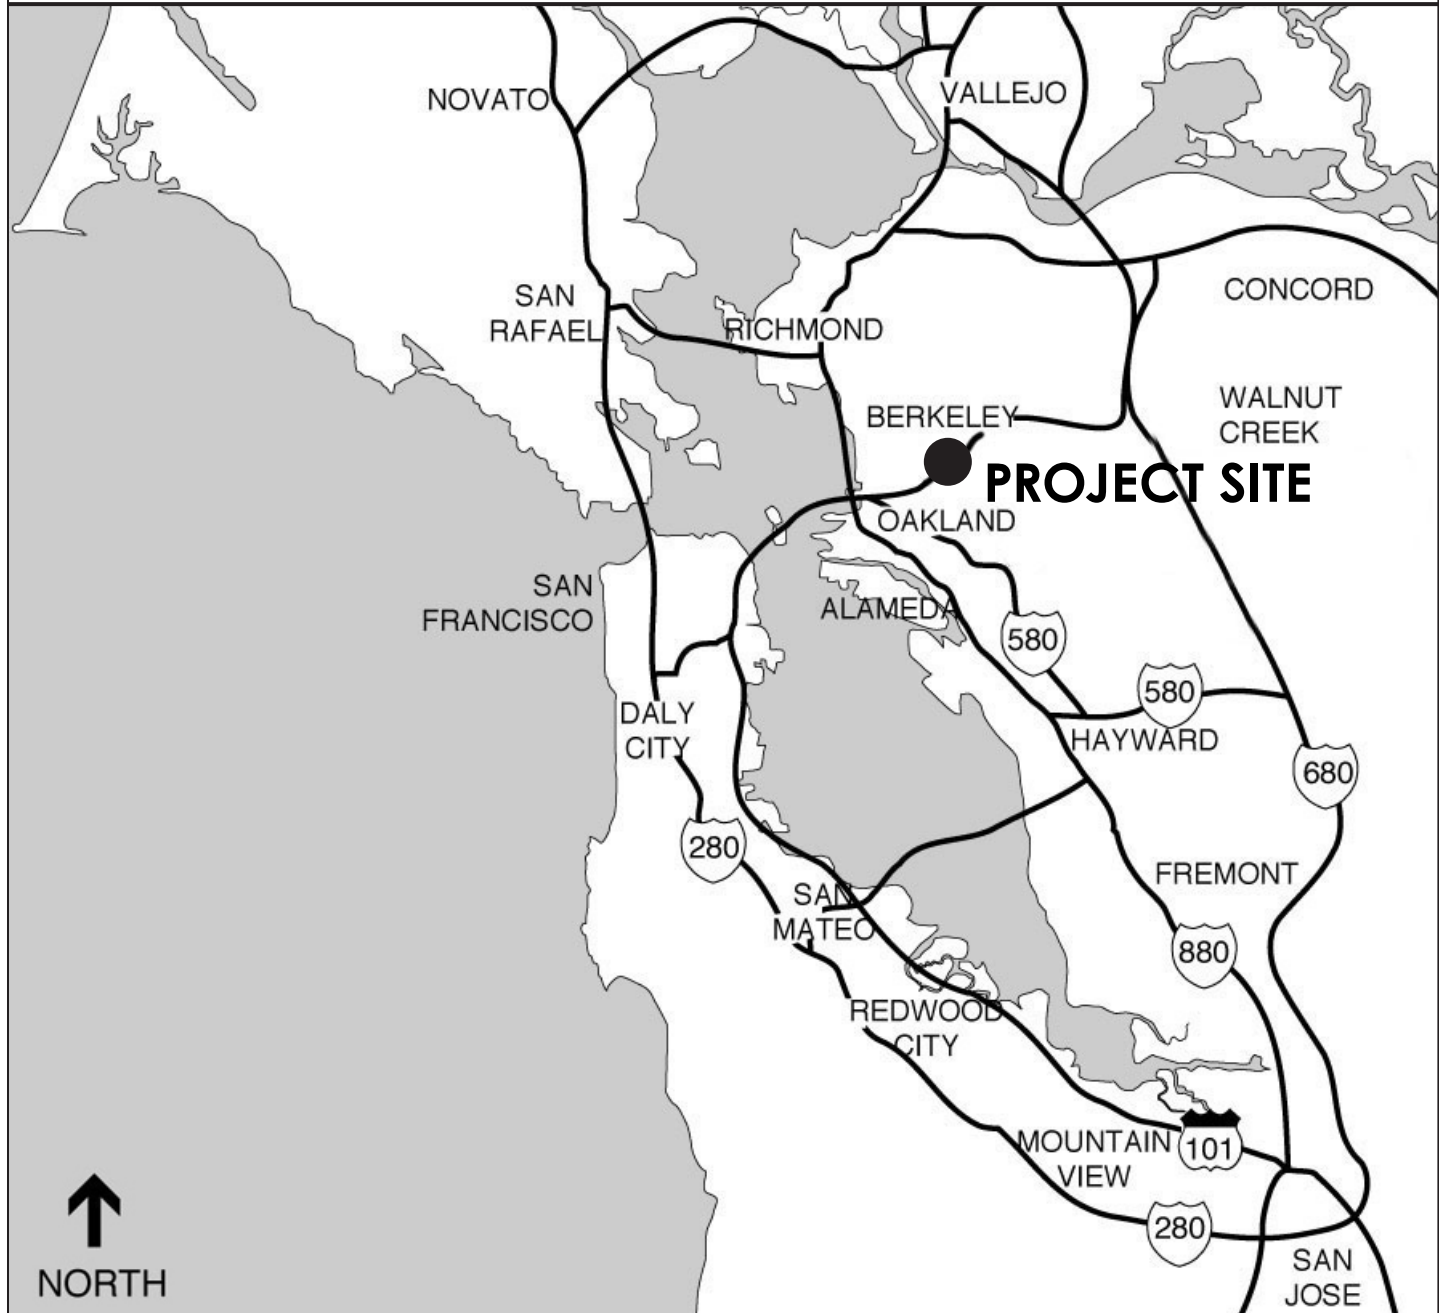 NOVATO
VALLEJO
SAN
RAFAEL
RICHMOND
CONCORD
BERKELEY
WALNUT
CREEK
PROJECT SITE
OAKLAND
SAN
FRANCISCO
ALAMEDA
580
580
DALY
CITY
HAYWARD
680
280
FREMONT
SAN
MATEO
880
REDWOOD
CITY
MOUNTAIN
VIEW
101
280
NORTH
SAN
JOSE